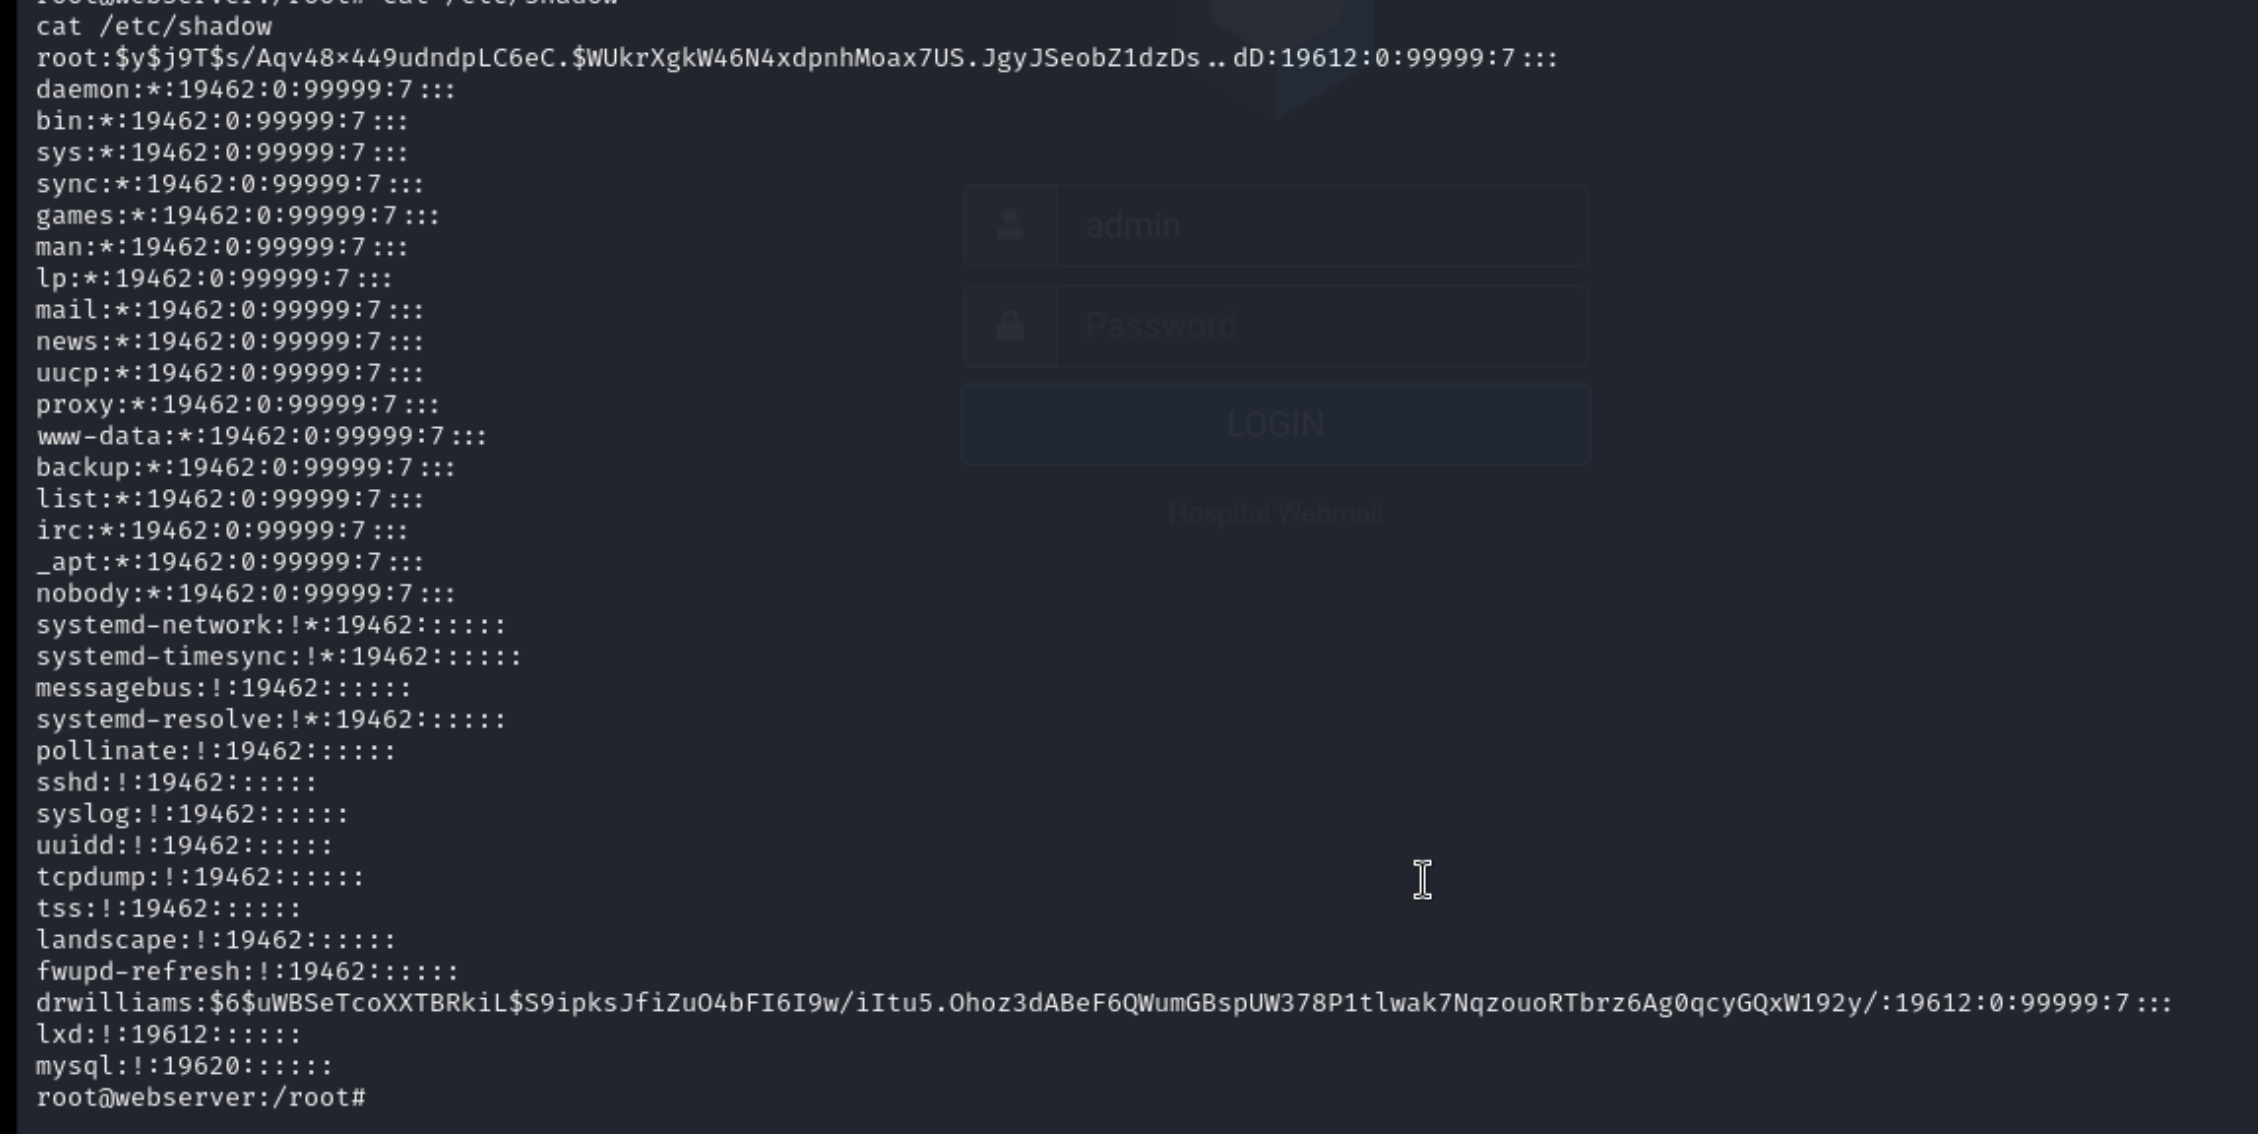 root@webserver:/root# cat /etc/shadow
cat /etc/shadow
root:$y$j9T$s/Aqv48x449udndpLC6eC.$WUkrXgkW46N4xdpnhMoax7US.JgyJSeobZ1dzDs..dD:19612:0:99999:7:::
daemon:*:19462:0:99999:7:::
bin:*:19462:0:99999:7:::
sys:*:19462:0:99999:7:::
sync:*:19462:0:99999:7:::
games:*:19462:0:99999:7:::
man:*:19462:0:99999:7:::
lp:*:19462:0:99999:7:::
mail:*:19462:0:99999:7:::
news:*:19462:0:99999:7:::
uucp:*:19462:0:99999:7:::
proxy:*:19462:0:99999:7:::
www-data:*:19462:0:99999:7:::
backup:*:19462:0:99999:7:::
list:*:19462:0:99999:7:::
irc:*:19462:0:99999:7:::
_apt:*:19462:0:99999:7:::
nobody:*:19462:0:99999:7:::
systemd-network:!*:19462::::::
systemd-timesync:!*:19462::::::
messagebus:!:19462::::::
systemd-resolve:!*:19462::::::
pollinate:!:19462::::::
sshd:!:19462::::::
syslog:!:19462::::::
uuidd:!:19462::::::
tcpdump:!:19462::::::
tss:!:19462::::::
landscape:!:19462::::::
fwupd-refresh:!:19462::::::
drwilliams:$6$uWBSeTcoXXTBRkiL$S9ipksJfiZuO4bFI6I9w/iItu5.Ohoz3dABeF6QWumGBspUW378P1tlwak7NqzouoRTbrz6Ag0qcyGQxW192y/:19612:0:99999:7:::
lxd:!:19612::::::
mysql:!:19620::::::
root@webserver:/root#
admin
Password
LOGIN
Hospital Webmail